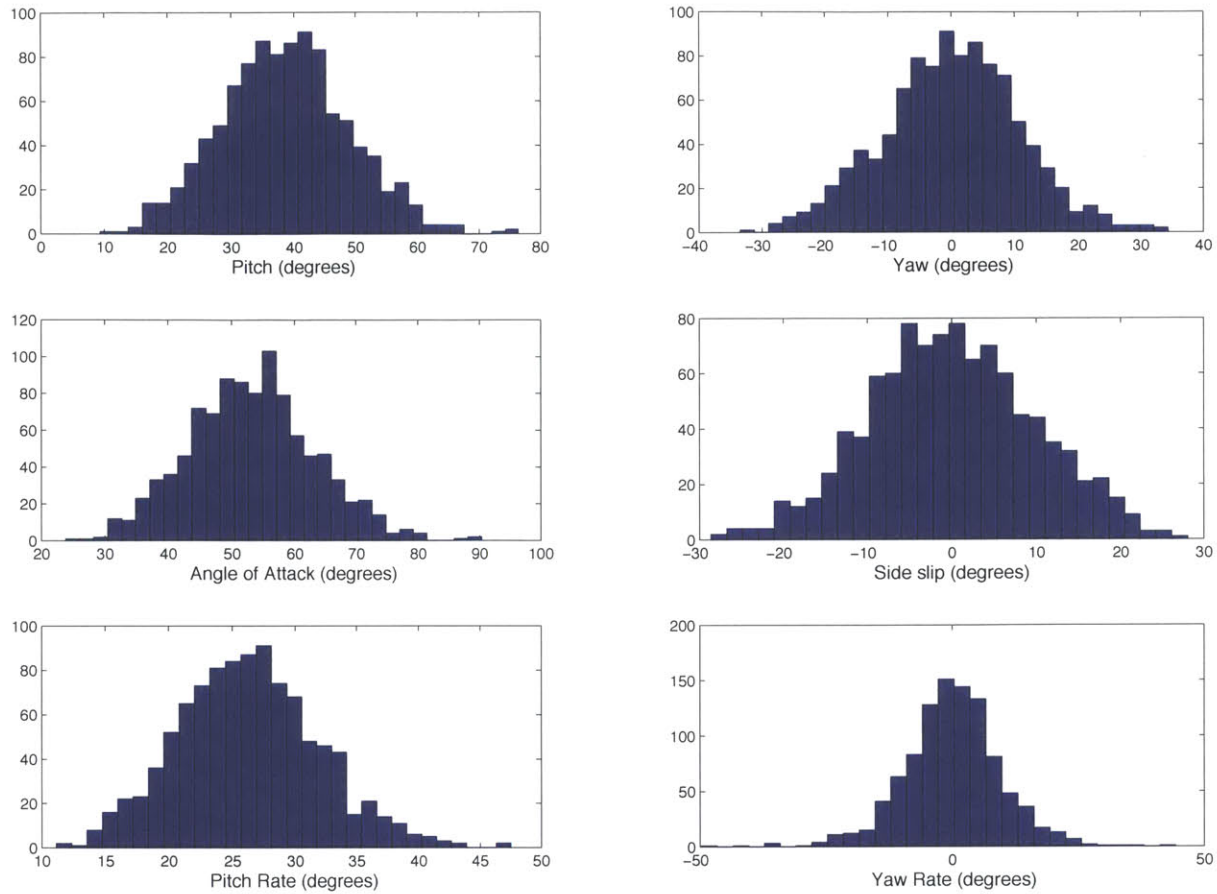 100
80
60
40
20
0
0 10 20 30 40 50 60 70 80
Pitch (degrees)
100
80
60
40
20
0
−40 −30 −20 −10 0 10 20 30 40
Yaw (degrees)
120
100
80
60
40
20
0
20 30 40 50 60 70 80 90 100
Angle of Attack (degrees)
80
60
40
20
0
−30 −20 −10 0 10 20 30
Side slip (degrees)
100
80
60
40
20
0
10 15 20 25 30 35 40 45 50
Pitch Rate (degrees)
200
150
100
50
0
−50 0 50
Yaw Rate (degrees)